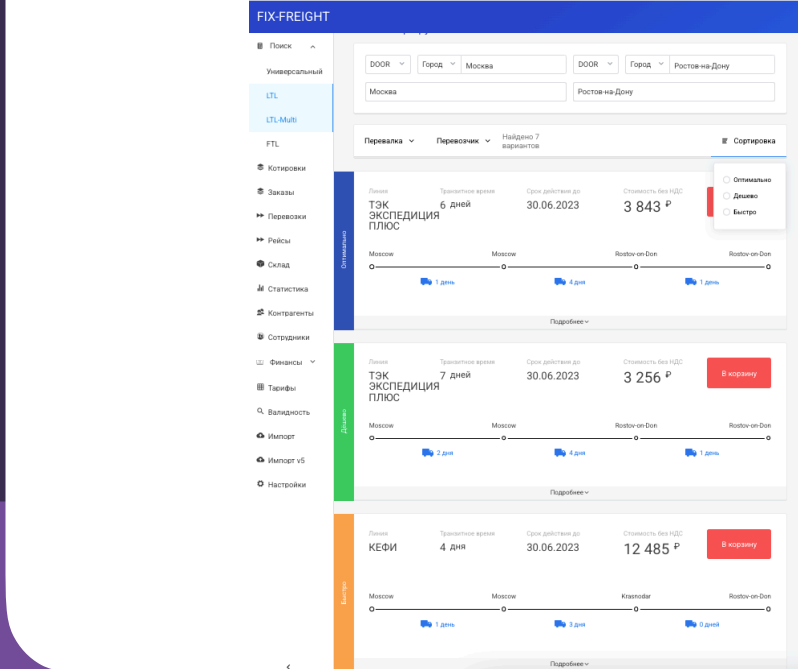 FIX-FREIGHT
Поиск
Универсальный
LTL
LTL-Multi
FTL
Котировки
Заказы
Перевозки
Рейсы
Склад
Статистика
Контрагенты
Сотрудники
Финансы
Тарифы
Валидность
Импорт
Импорт v5
Настройки
DOOR Город Москва DOOR Город Ростов-на-Дону
Москва Ростов-на-Дону
Перевалка Перевозчик Найдено 7 вариантов Сортировка
Оптимально
Дешево
Быстро
Оптимально
Линия Транзитное время Срок действия до Стоимость без НДС
ТЭК ЭКСПЕДИЦИЯ ПЛЮС 6 дней 30.06.2023 3 843 ₽
Moscow Moscow Rostov-on-Don Rostov-on-Don
1 день 4 дня 1 день
Подробнее
Дешево
Линия Транзитное время Срок действия до Стоимость без НДС
ТЭК ЭКСПЕДИЦИЯ ПЛЮС 7 дней 30.06.2023 3 256 ₽ В корзину
Moscow Moscow Rostov-on-Don Rostov-on-Don
2 дня 4 дня 1 день
Подробнее
Быстро
Линия Транзитное время Срок действия до Стоимость без НДС
КЕФИ 4 дня 30.06.2023 12 485 ₽ В корзину
Moscow Moscow Krasnodar Rostov-on-Don
1 день 3 дня 0 дней
Подробнее